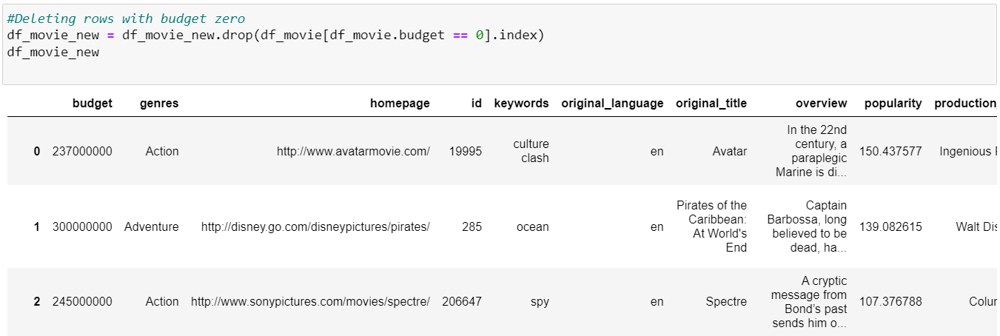 #Deleting rows with budget zero
df_movie_new = df_movie_new.drop(df_movie[df_movie.budget == 0].index)
df_movie_new
budget genres homepage id keywords original_language original_title overview popularity production_
0 237000000 Action http://www.avatarmovie.com/ 19995 culture clash en Avatar In the 22nd century, a paraplegic Marine is di... 150.437577 Ingenious
1 300000000 Adventure http://disney.go.com/disneypictures/pirates/ 285 ocean en Pirates of the Caribbean: At World's End Captain Barbossa, long believed to be dead, ha... 139.082615 Walt Dis
2 245000000 Action http://www.sonypictures.com/movies/spectre/ 206647 spy en Spectre A cryptic message from Bond’s past sends him o... 107.376788 Colu